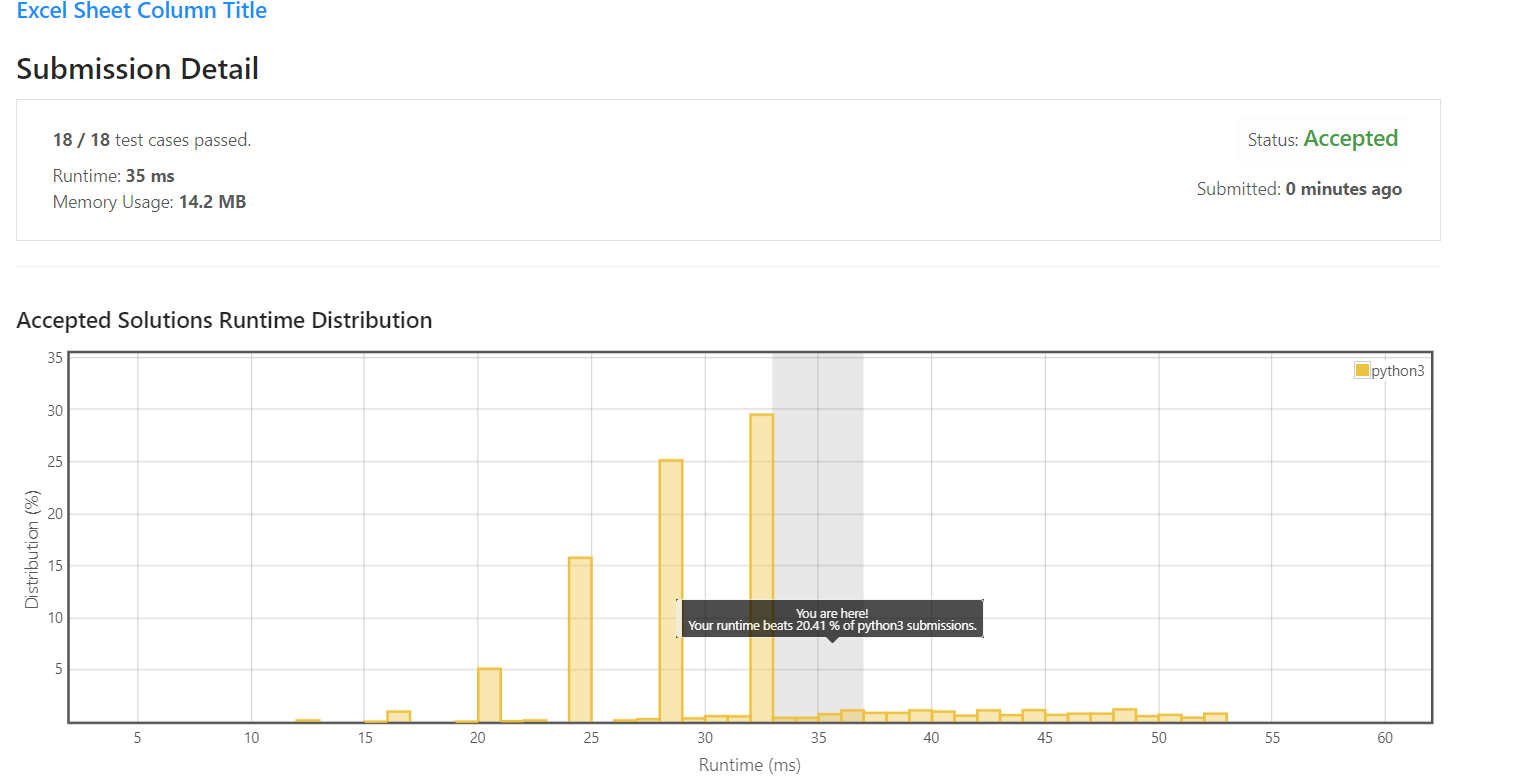 Excel Sheet Column Title
Submission Detail
18 / 18 test cases passed.
Status: Accepted
Runtime: 35 ms
Submitted: 0 minutes ago
Memory Usage: 14.2 MB
Accepted Solutions Runtime Distribution
35
python3
30
25
20
15
10
5
Distribution (%)
You are here!
Your runtime beats 20.41 % of python3 submissions.
5 10 15 20 25 30 35 40 45 50 55 60
Runtime (ms)